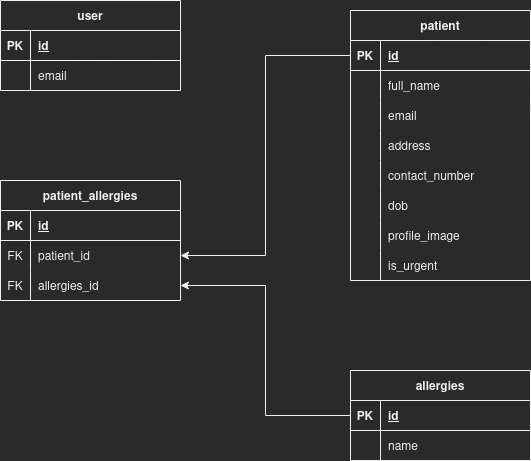 user
PK id
email
patient
PK id
full_name
email
address
contact_number
dob
profile_image
is_urgent
patient_allergies
PK id
FK patient_id
FK allergies_id
allergies
PK id
name